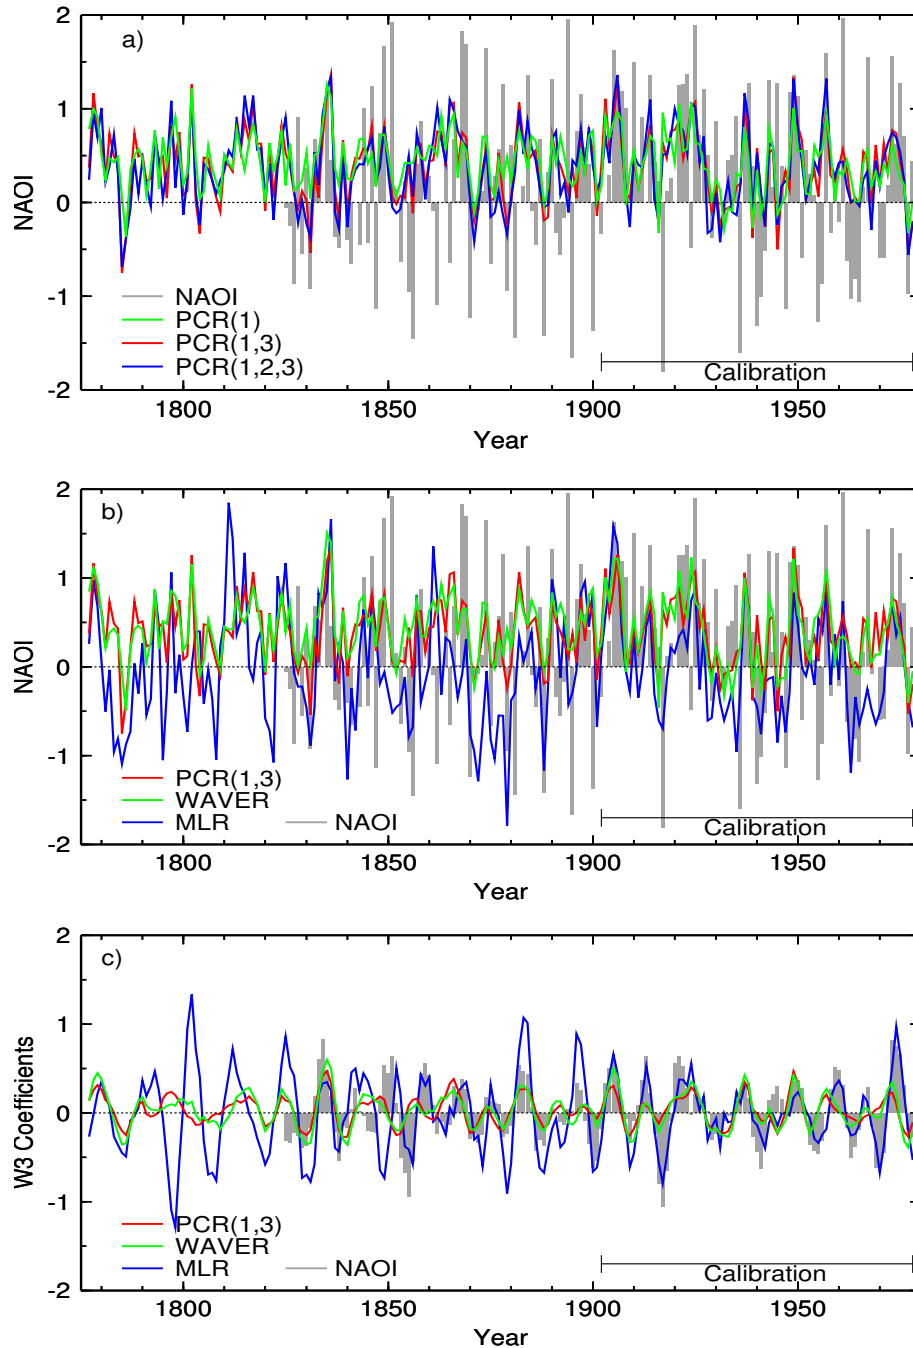 2
a)
1
NAOI
0
-1
NAOI
PCR(1)
PCR(1,3)
PCR(1,2,3)
Calibration
-2
1800 1850 1900 1950
Year
2
b)
1
NAOI
0
-1
PCR(1,3)
WAVER
MLR NAOI
Calibration
-2
1800 1850 1900 1950
Year
2
c)
1
W3 Coefficients
0
-1
PCR(1,3)
WAVER
MLR NAOI
Calibration
-2
1800 1850 1900 1950
Year